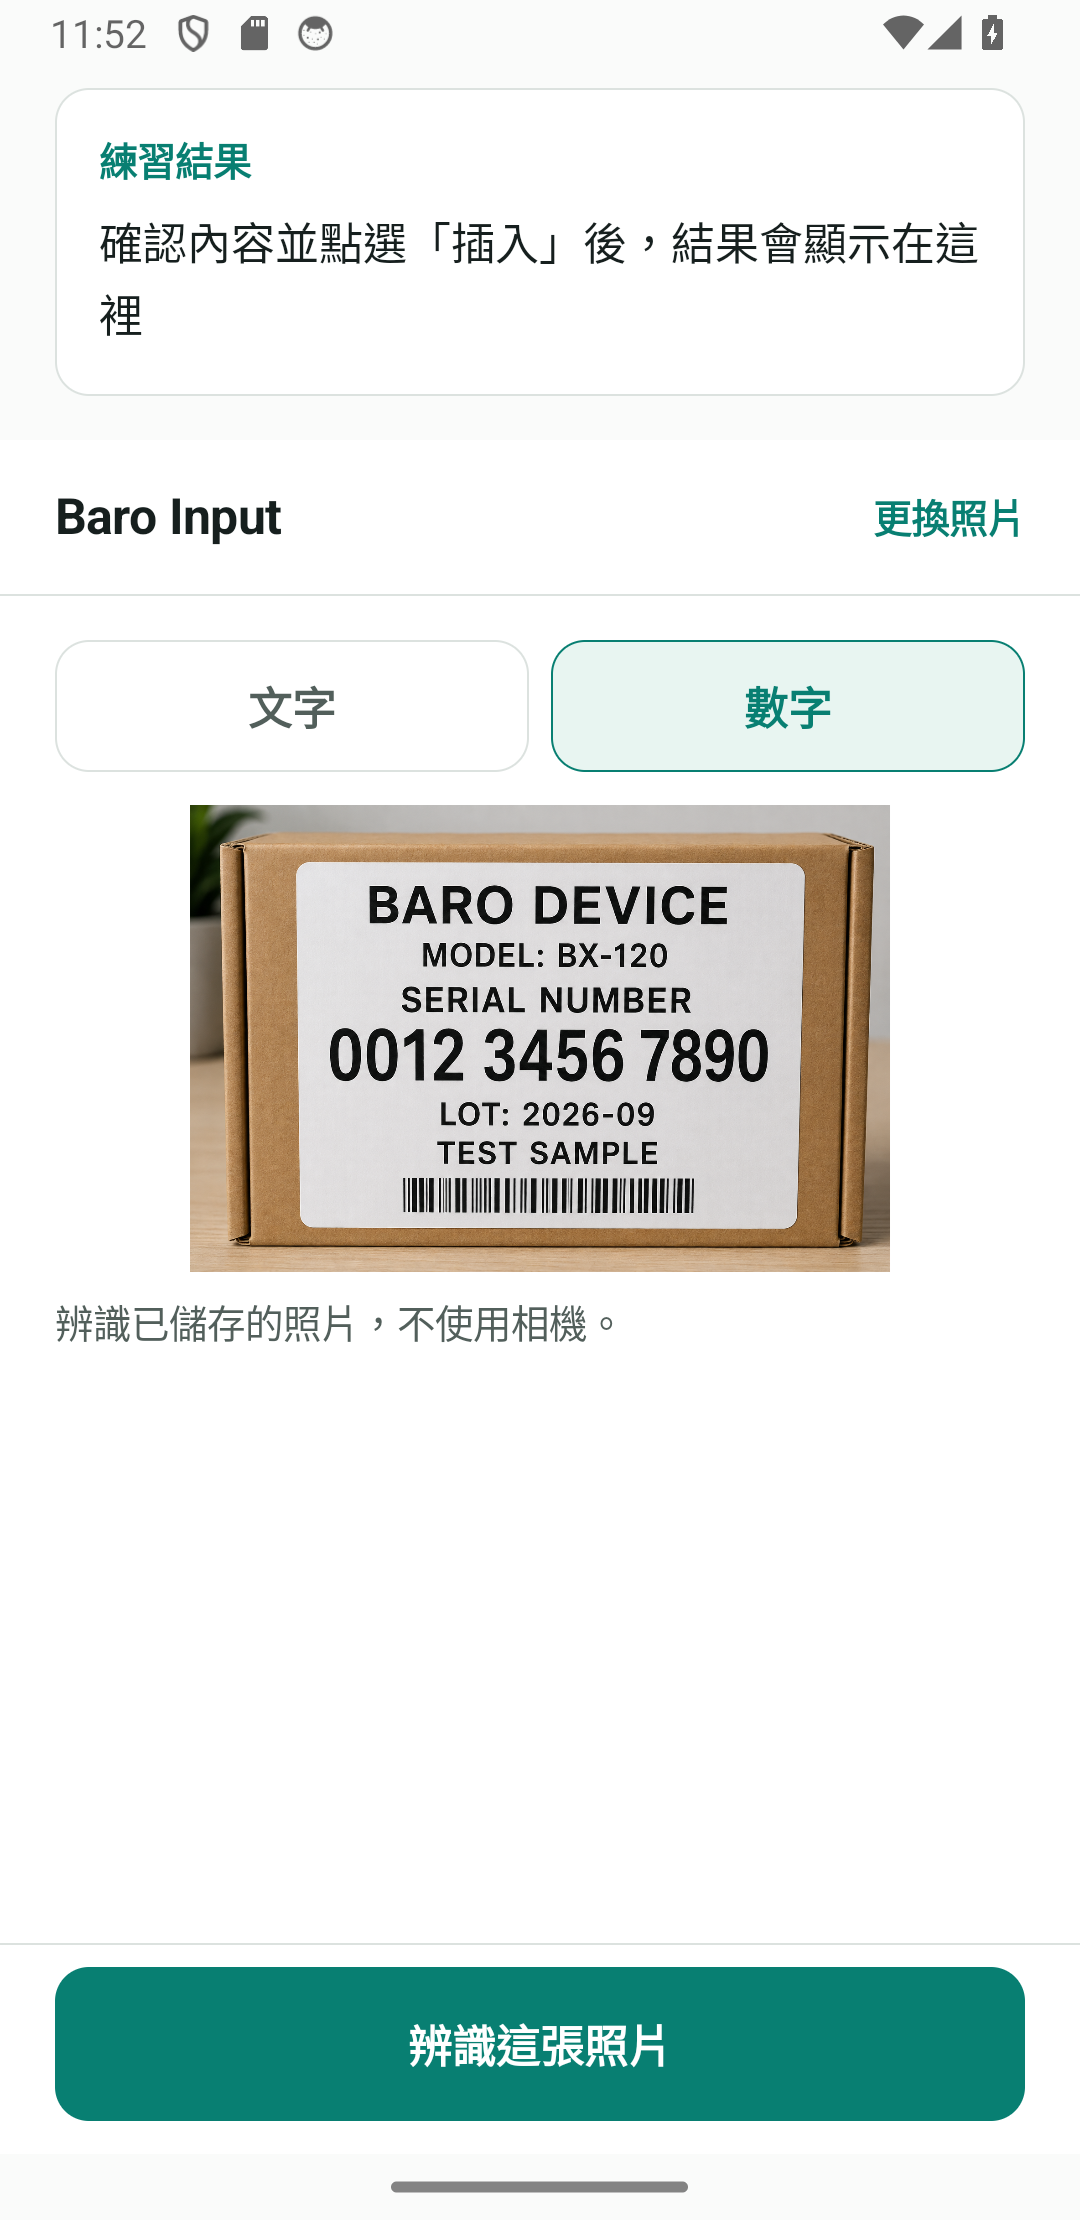 11:52
練習結果
確認內容並點選「插入」後，結果會顯示在這
裡
Baro Input
更換照片
文字
數字
BARO DEVICE
MODEL: BX-120
SERIAL NUMBER
0012 3456 7890
LOT: 2026-09
TEST SAMPLE
辨識已儲存的照片，不使用相機。
辨識這張照片